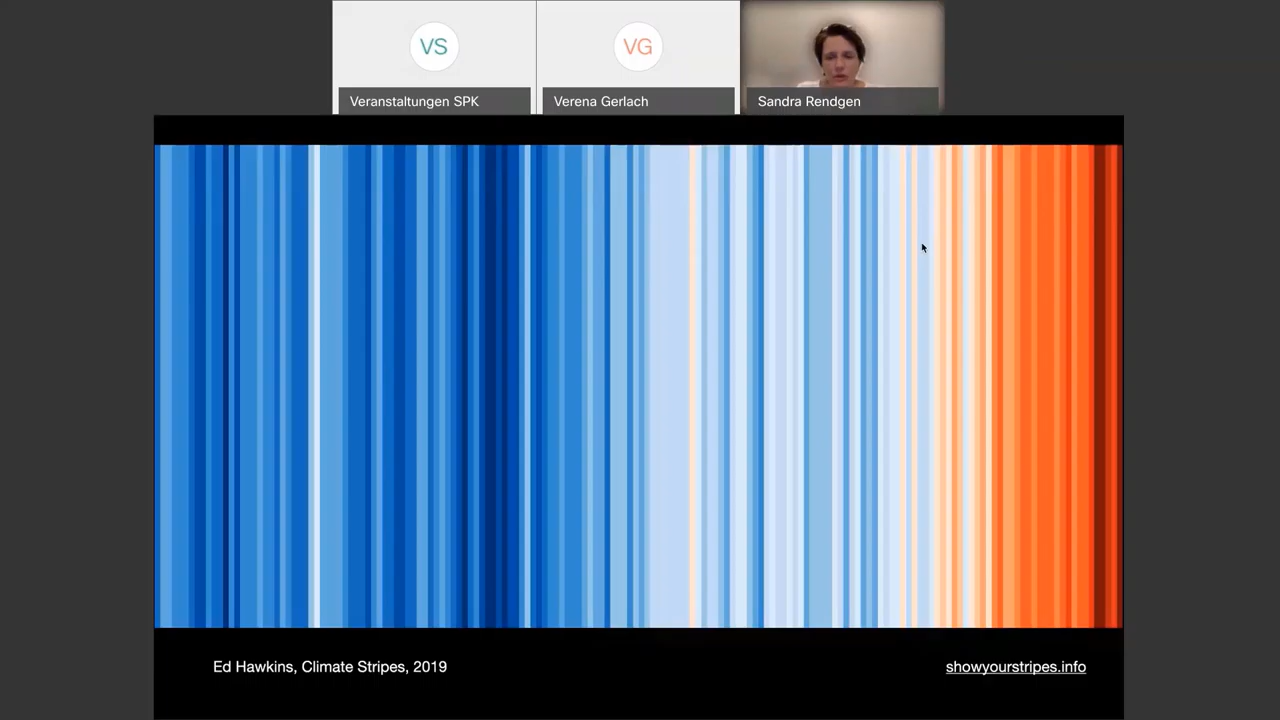 VS
VG
Veranstaltungen SPK
Verena Gerlach
Sandra Rendgen
Ed Hawkins, Climate Stripes, 2019
showyourstripes.info